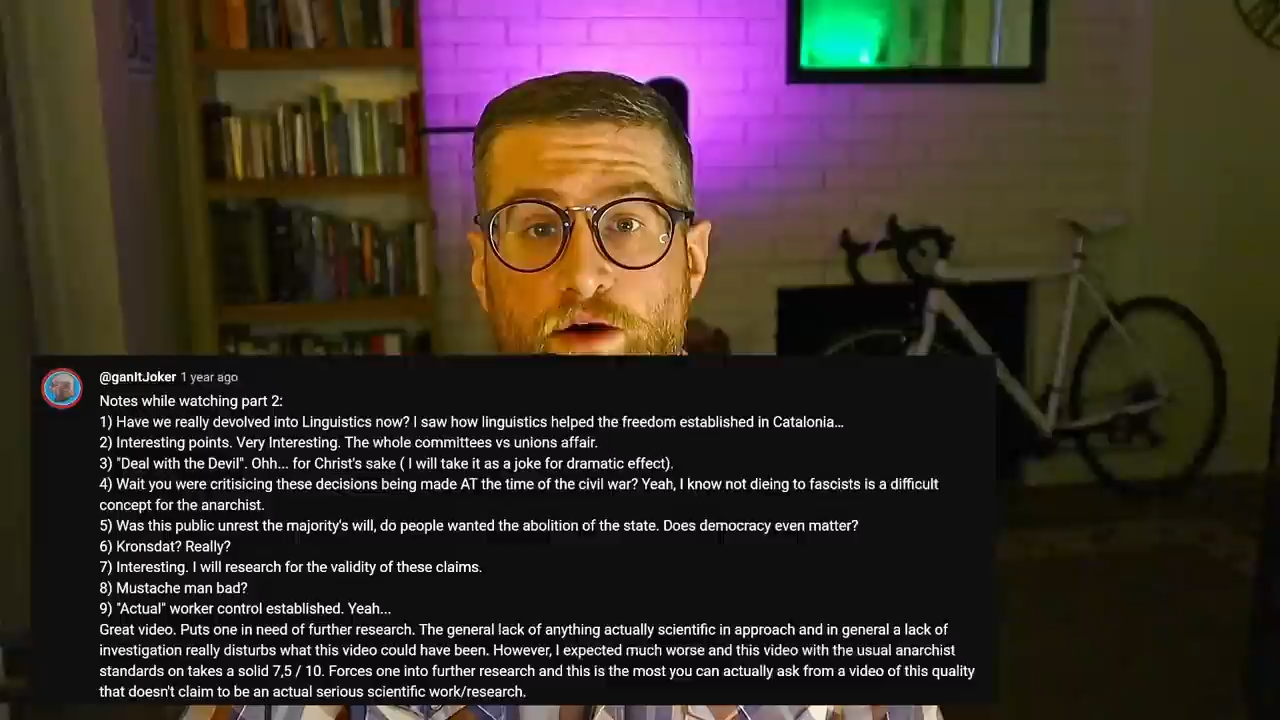 @ganItJoker 1 year ago
Notes while watching part 2:
1) Have we really devolved into Linguistics now? I saw how linguistics helped the freedom established in Catalonia…
2) Interesting points. Very Interesting. The whole committees vs unions affair.
3) "Deal with the Devil". Ohh... for Christ's sake ( I will take it as a joke for dramatic effect).
4) Wait you were critisicing these decisions being made AT the time of the civil war? Yeah, I know not dieing to fascists is a difficult
concept for the anarchist.
5) Was this public unrest the majority's will, do people wanted the abolition of the state. Does democracy even matter?
6) Kronsdat? Really?
7) Interesting. I will research for the validity of these claims.
8) Mustache man bad?
9) "Actual" worker control established. Yeah...
Great video. Puts one in need of further research. The general lack of anything actually scientific in approach and in general a lack of
investigation really disturbs what this video could have been. However, I expected much worse and this video with the usual anarchist
standards on takes a solid 7,5 / 10. Forces one into further research and this is the most you can actually ask from a video of this quality
that doesn't claim to be an actual serious scientific work/research.